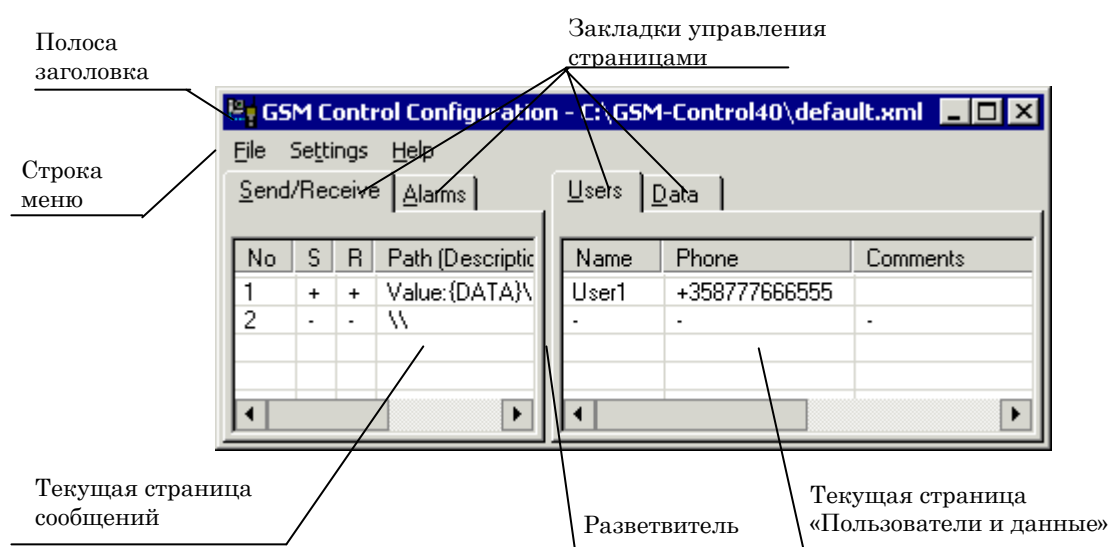 Полоса
заголовка
Закладки управления
страницами
GSM Control Configuration - C:\GSM-Control40\default.xml
File Settings Help
Строка
меню
Send/Receive Alarms
Users Data
No S R Path (Descriptic
1 + + Value:{DATA}\
2 - - \\
Name Phone Comments
User1 +358777666555
- - -
Текущая страница
сообщений
Разветвитель
Текущая страница
«Пользователи и данные»